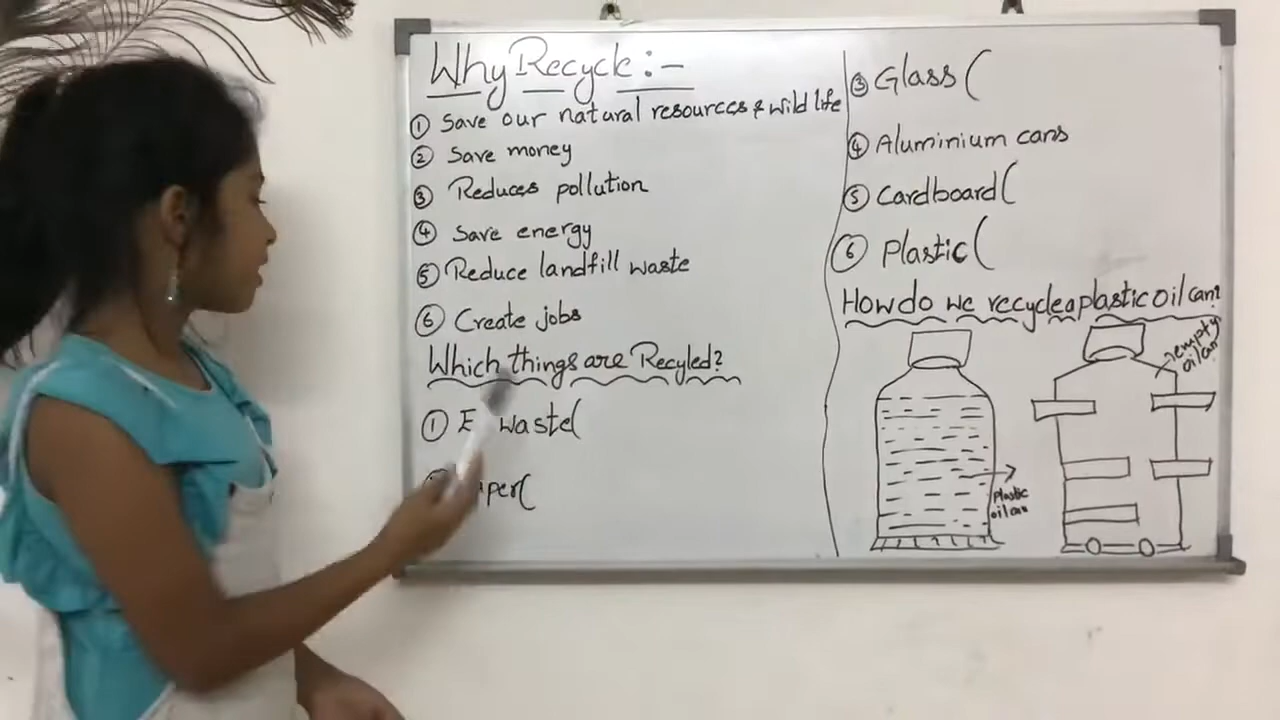 Why Recycle :-
① Save our natural resources & wild life
② Save money
③ Reduces pollution
④ Save energy
⑤ Reduce landfill waste
⑥ Create jobs
Which things are Recyled?
① E waste(
③ Glass (
④ Aluminium cans
⑤ Cardboard (
⑥ Plastic (
How do we recycle a plastic oil can?
Plastic
oil can
→ empty
oil can